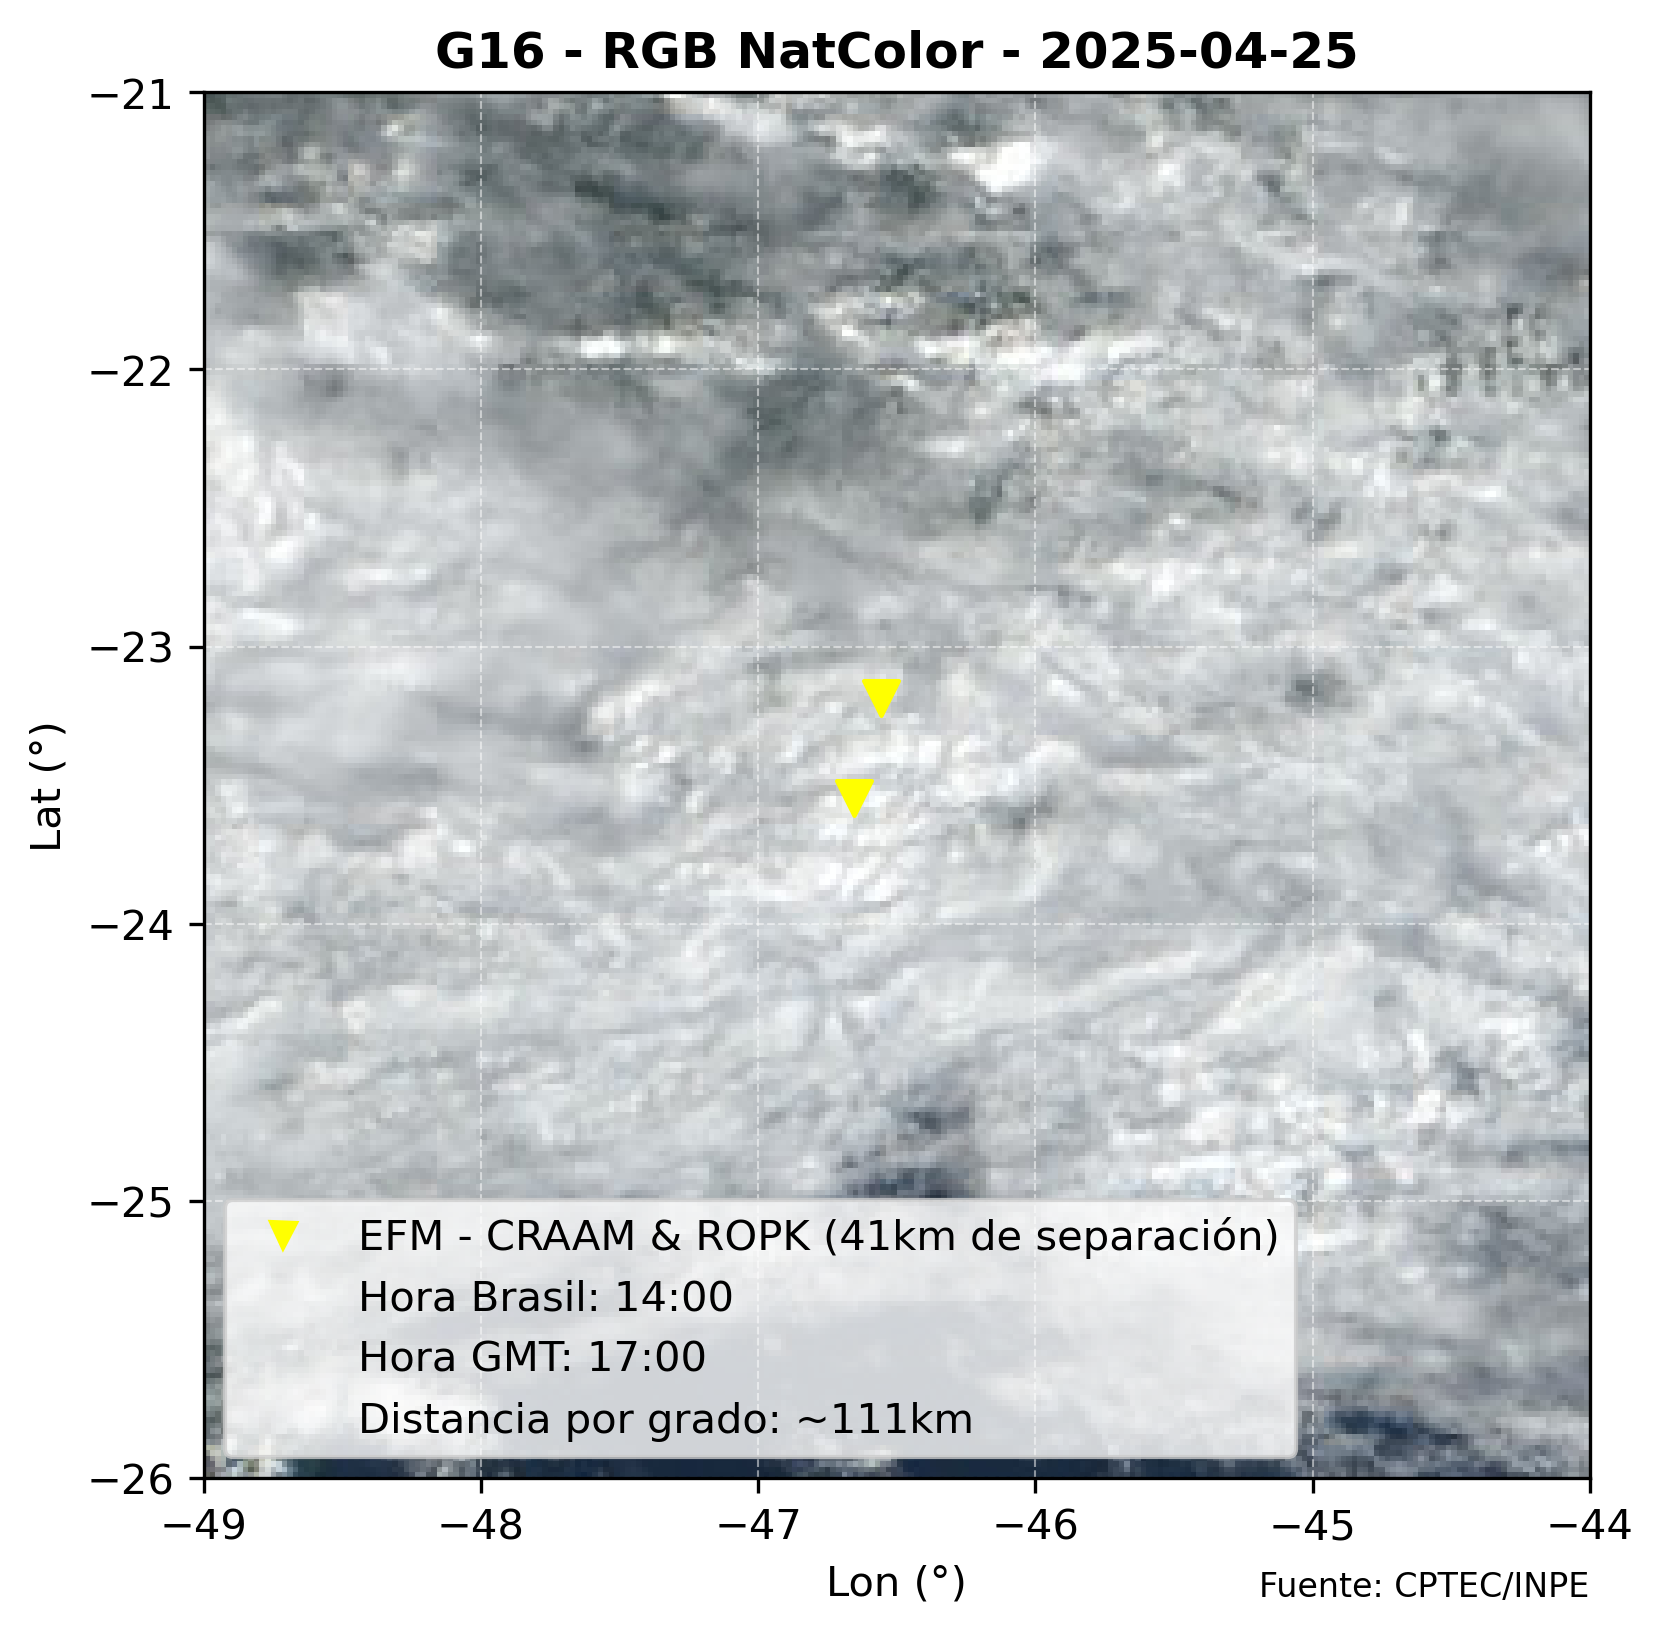 G16 - RGB NatColor - 2025-04-25
−21
−22
−23
−24
−25
−26
Lat (°)
EFM - CRAAM & ROPK (41km de separación)
Hora Brasil: 14:00
Hora GMT: 17:00
Distancia por grado: ~111km
−49 −48 −47 −46 −45 −44
Lon (°)
Fuente: CPTEC/INPE